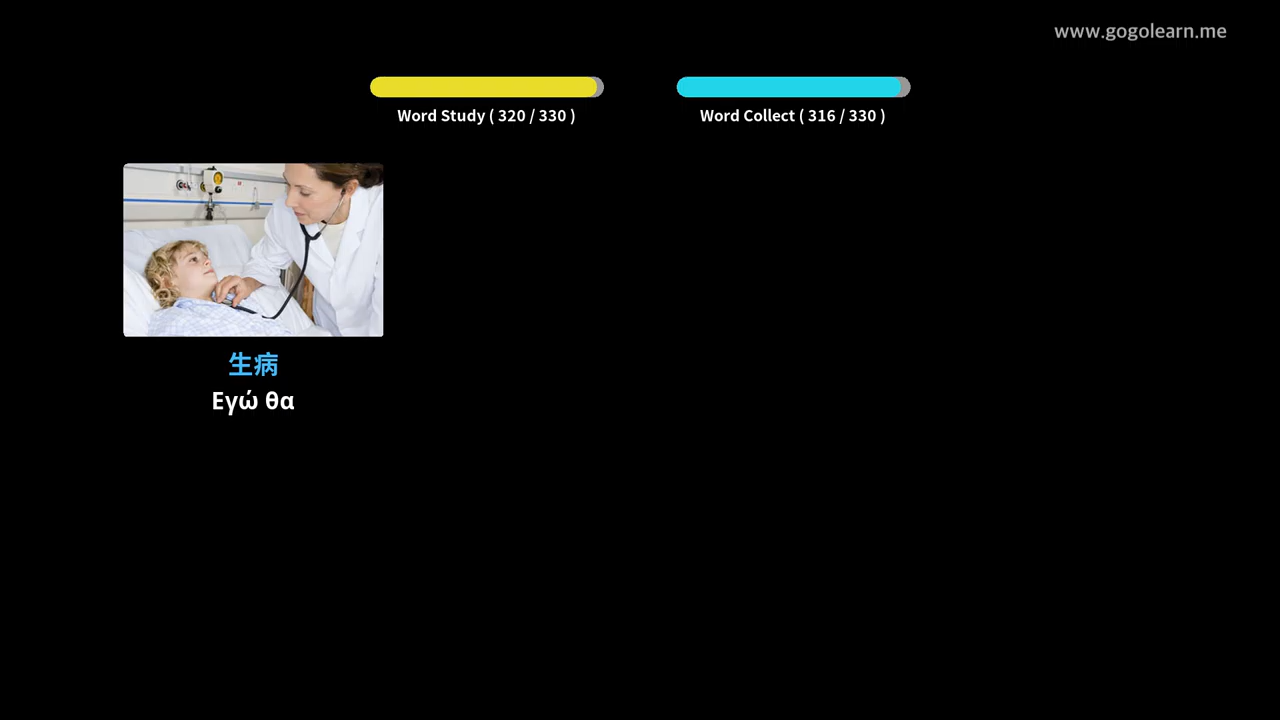 www.gogolearn.me
Word Study ( 320 / 330 )
Word Collect ( 316 / 330 )
生病
Εγώ θα